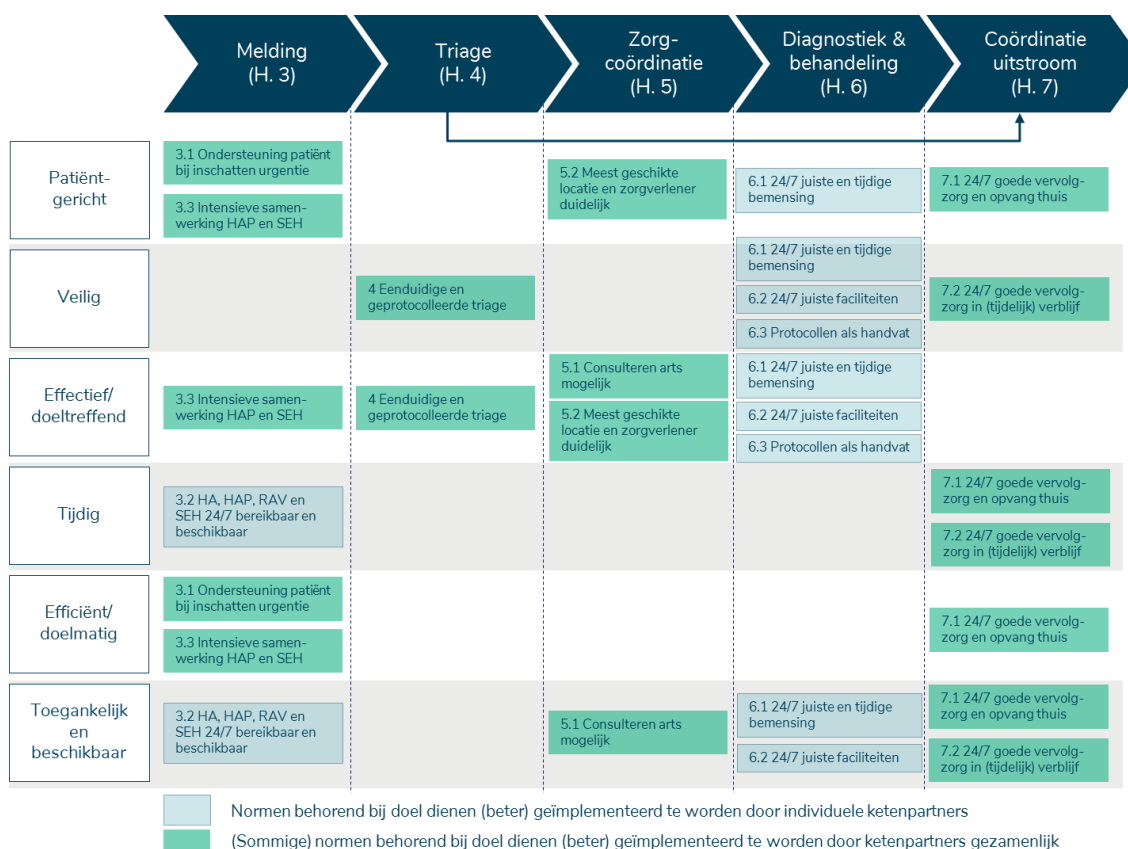 Melding
(H. 3)
Triage
(H. 4)
Zorg-
coördinatie
(H. 5)
Diagnostiek &
behandeling
(H. 6)
Coördinatie
uitstroom
(H. 7)
Patiënt-
gericht
3.1 Ondersteuning patiënt
bij inschatten urgentie
3.3 Intensieve samen-
werking HAP en SEH
5.2 Meest geschikte
locatie en zorgverlener
duidelijk
6.1 24/7 juiste en tijdige
bemensing
7.1 24/7 goede vervolg-
zorg en opvang thuis
Veilig
4 Eenduidige en
geprotocolleerde triage
6.1 24/7 juiste en tijdige
bemensing
6.2 24/7 juiste faciliteiten
6.3 Protocollen als handvat
7.2 24/7 goede vervolg-
zorg in (tijdelijk) verblijf
Effectief/
doeltreffend
3.3 Intensieve samen-
werking HAP en SEH
4 Eenduidige en
geprotocolleerde triage
5.1 Consulteren arts
mogelijk
5.2 Meest geschikte
locatie en zorgverlener
duidelijk
6.1 24/7 juiste en tijdige
bemensing
6.2 24/7 juiste faciliteiten
6.3 Protocollen als handvat
Tijdig
3.2 HA, HAP, RAV en
SEH 24/7 bereikbaar en
beschikbaar
7.1 24/7 goede vervolg-
zorg en opvang thuis
7.2 24/7 goede vervolg-
zorg in (tijdelijk) verblijf
Efficiënt/
doelmatig
3.1 Ondersteuning patiënt
bij inschatten urgentie
3.3 Intensieve samen-
werking HAP en SEH
7.1 24/7 goede vervolg-
zorg en opvang thuis
Toegankelijk
en
beschikbaar
3.2 HA, HAP, RAV en
SEH 24/7 bereikbaar en
beschikbaar
5.1 Consulteren arts
mogelijk
6.1 24/7 juiste en tijdige
bemensing
6.2 24/7 juiste faciliteiten
7.1 24/7 goede vervolg-
zorg en opvang thuis
7.2 24/7 goede vervolg-
zorg in (tijdelijk) verblijf
Normen behorend bij doel dienen (beter) geïmplementeerd te worden door individuele ketenpartners
(Sommige) normen behorend bij doel dienen (beter) geïmplementeerd te worden door ketenpartners gezamenlijk